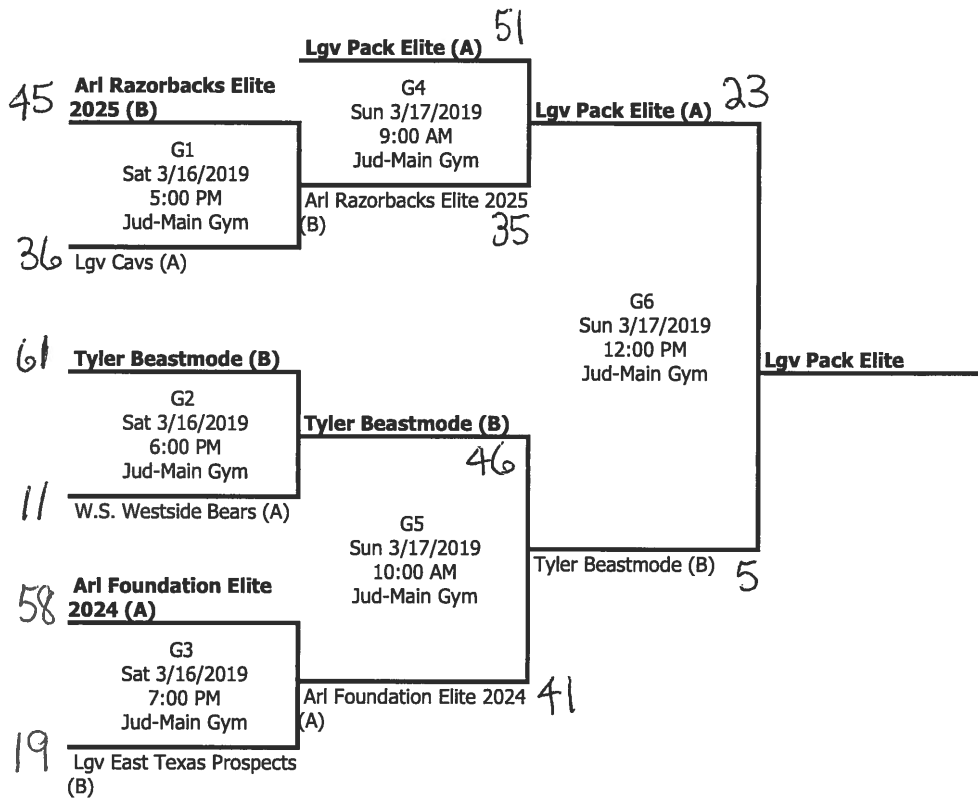 51
Lgv Pack Elite (A)
45
Arl Razorbacks Elite
2025 (B)
G4
Sun 3/17/2019
9:00 AM
Jud-Main Gym
Lgv Pack Elite (A)
23
G1
Sat 3/16/2019
5:00 PM
Jud-Main Gym
Arl Razorbacks Elite 2025
(B)
35
36
Lgv Cavs (A)
G6
Sun 3/17/2019
12:00 PM
Jud-Main Gym
Lgv Pack Elite
61
Tyler Beastmode (B)
G2
Sat 3/16/2019
6:00 PM
Jud-Main Gym
Tyler Beastmode (B)
46
11
W.S. Westside Bears (A)
G5
Sun 3/17/2019
10:00 AM
Jud-Main Gym
Tyler Beastmode (B)
5
58
Arl Foundation Elite
2024 (A)
G3
Sat 3/16/2019
7:00 PM
Jud-Main Gym
Arl Foundation Elite 2024
(A)
41
19
Lgv East Texas Prospects
(B)